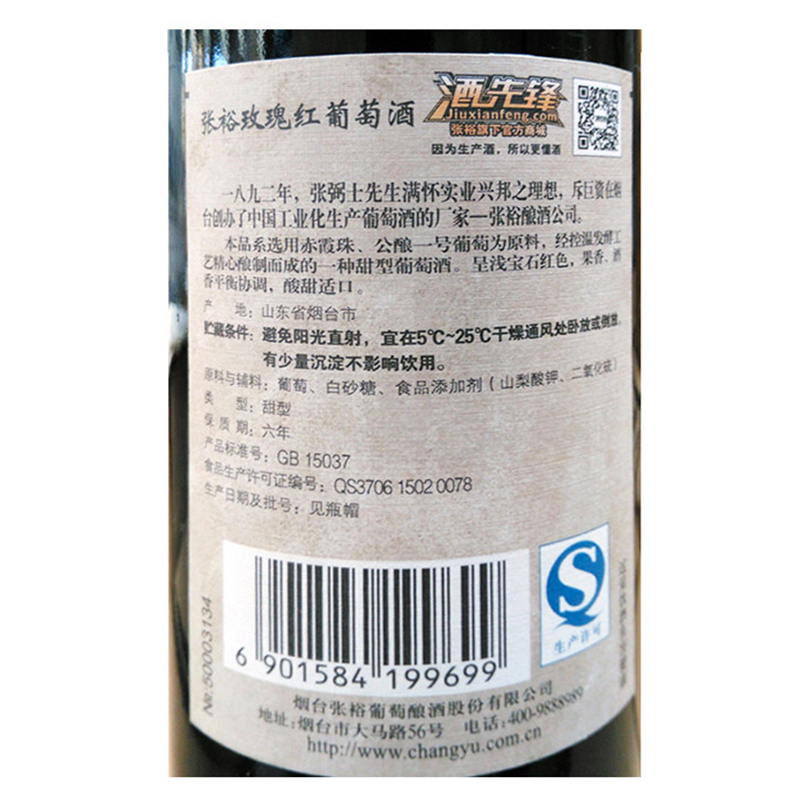 张裕玫瑰红葡萄酒
酒先锋
Jiuxianfeng.com
张裕旗下官方商城
因为生产酒，所以更懂酒
一八九二年，张弼士先生满怀实业兴邦之理想，斥巨资在烟
台创办了中国工业化生产葡萄酒的厂家—张裕酿酒公司。
本品系选用赤霞珠、公酿一号葡萄为原料，经控温发酵工
艺精心酿制而成的一种甜型葡萄酒。呈浅宝石红色，果香、酒
香平衡协调，酸甜适口。
产 地：山东省烟台市
贮藏条件：避免阳光直射，宜在5℃~25℃干燥通风处卧放或倒放，
有少量沉淀不影响饮用。
原料与辅料：葡萄、白砂糖、食品添加剂（山梨酸钾、二氧化硫）
类 型：甜型
保 质 期：六年
产品标准号：GB 15037
食品生产许可证编号：QS3706 1502 0078
生产日期及批号：见瓶帽
S
生产许可
Nr.50003134
6 901584 199699
烟台张裕葡萄酿酒股份有限公司
地址：烟台市大马路56号 电话：400-9888989
http://www.changyu.com.cn